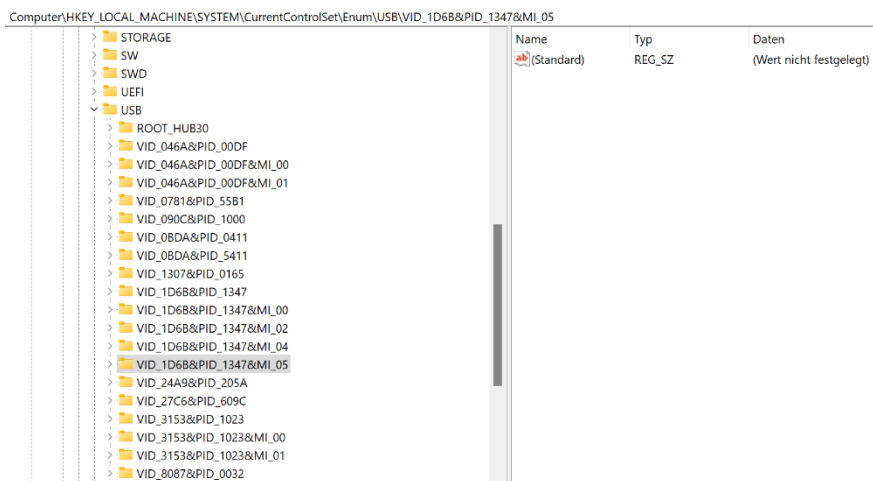 Computer\HKEY_LOCAL_MACHINE\SYSTEM\CurrentControlSet\Enum\USB\VID_1D6B&PID_1347&MI_05
STORAGE
SW
SWD
UEFI
USB
ROOT_HUB30
VID_046A&PID_00DF
VID_046A&PID_00DF&MI_00
VID_046A&PID_00DF&MI_01
VID_0781&PID_55B1
VID_090C&PID_1000
VID_0BDA&PID_0411
VID_0BDA&PID_5411
VID_1307&PID_0165
VID_1D6B&PID_1347
VID_1D6B&PID_1347&MI_00
VID_1D6B&PID_1347&MI_02
VID_1D6B&PID_1347&MI_04
VID_1D6B&PID_1347&MI_05
VID_24A9&PID_205A
VID_27C6&PID_609C
VID_3153&PID_1023
VID_3153&PID_1023&MI_00
VID_3153&PID_1023&MI_01
VID_8087&PID_0032
Name Typ Daten
ab (Standard) REG_SZ (Wert nicht festgelegt)